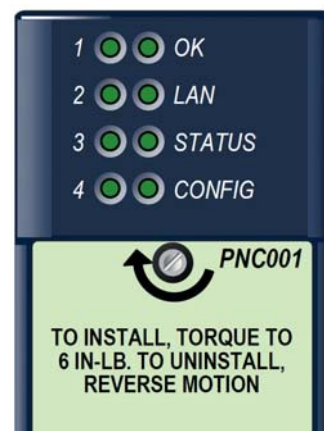 1 OK
2 LAN
3 STATUS
4 CONFIG
PNC001
TO INSTALL, TORQUE TO
6 IN-LB. TO UNINSTALL,
REVERSE MOTION